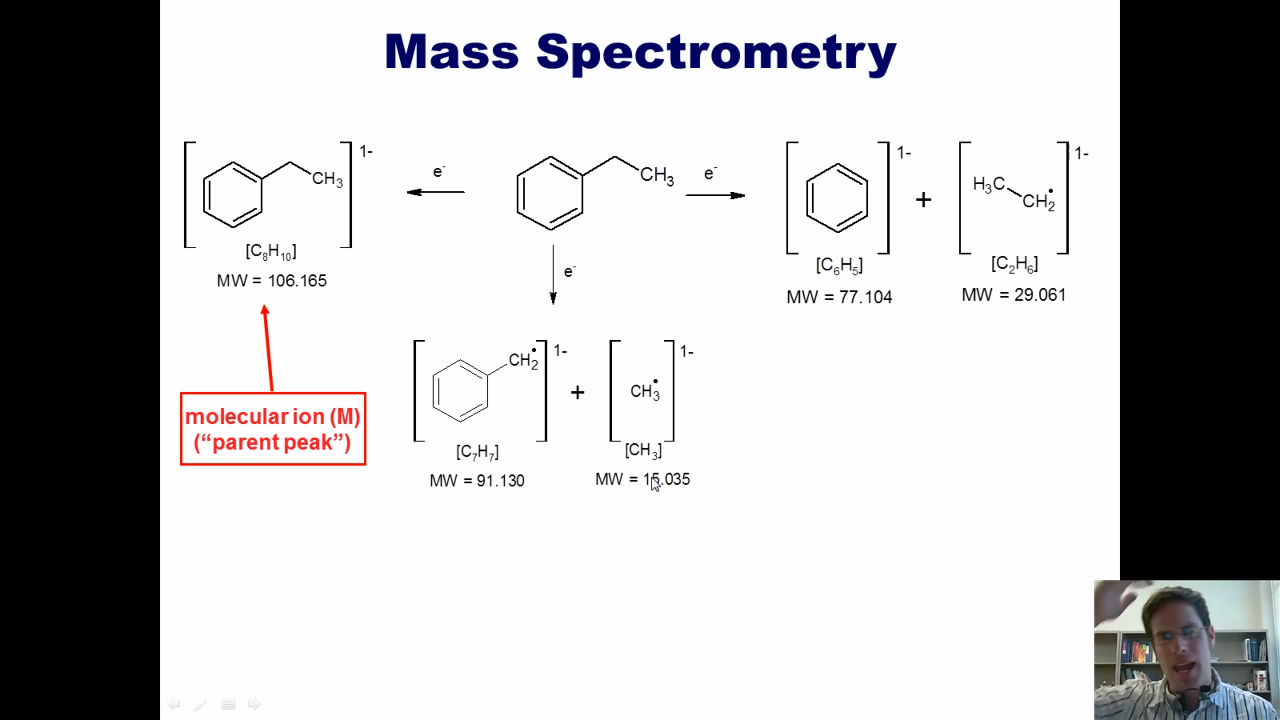 Mass Spectrometry
1-
CH3
[C8H10]
MW = 106.165
e-
CH3
e-
1-
+
1-
H3C
CH2•
[C6H5]
MW = 77.104
[C2H6]
MW = 29.061
e-
molecular ion (M)
(“parent peak”)
1-
CH2•
[C7H7]
MW = 91.130
+
1-
CH3•
[CH3]
MW = 15.035